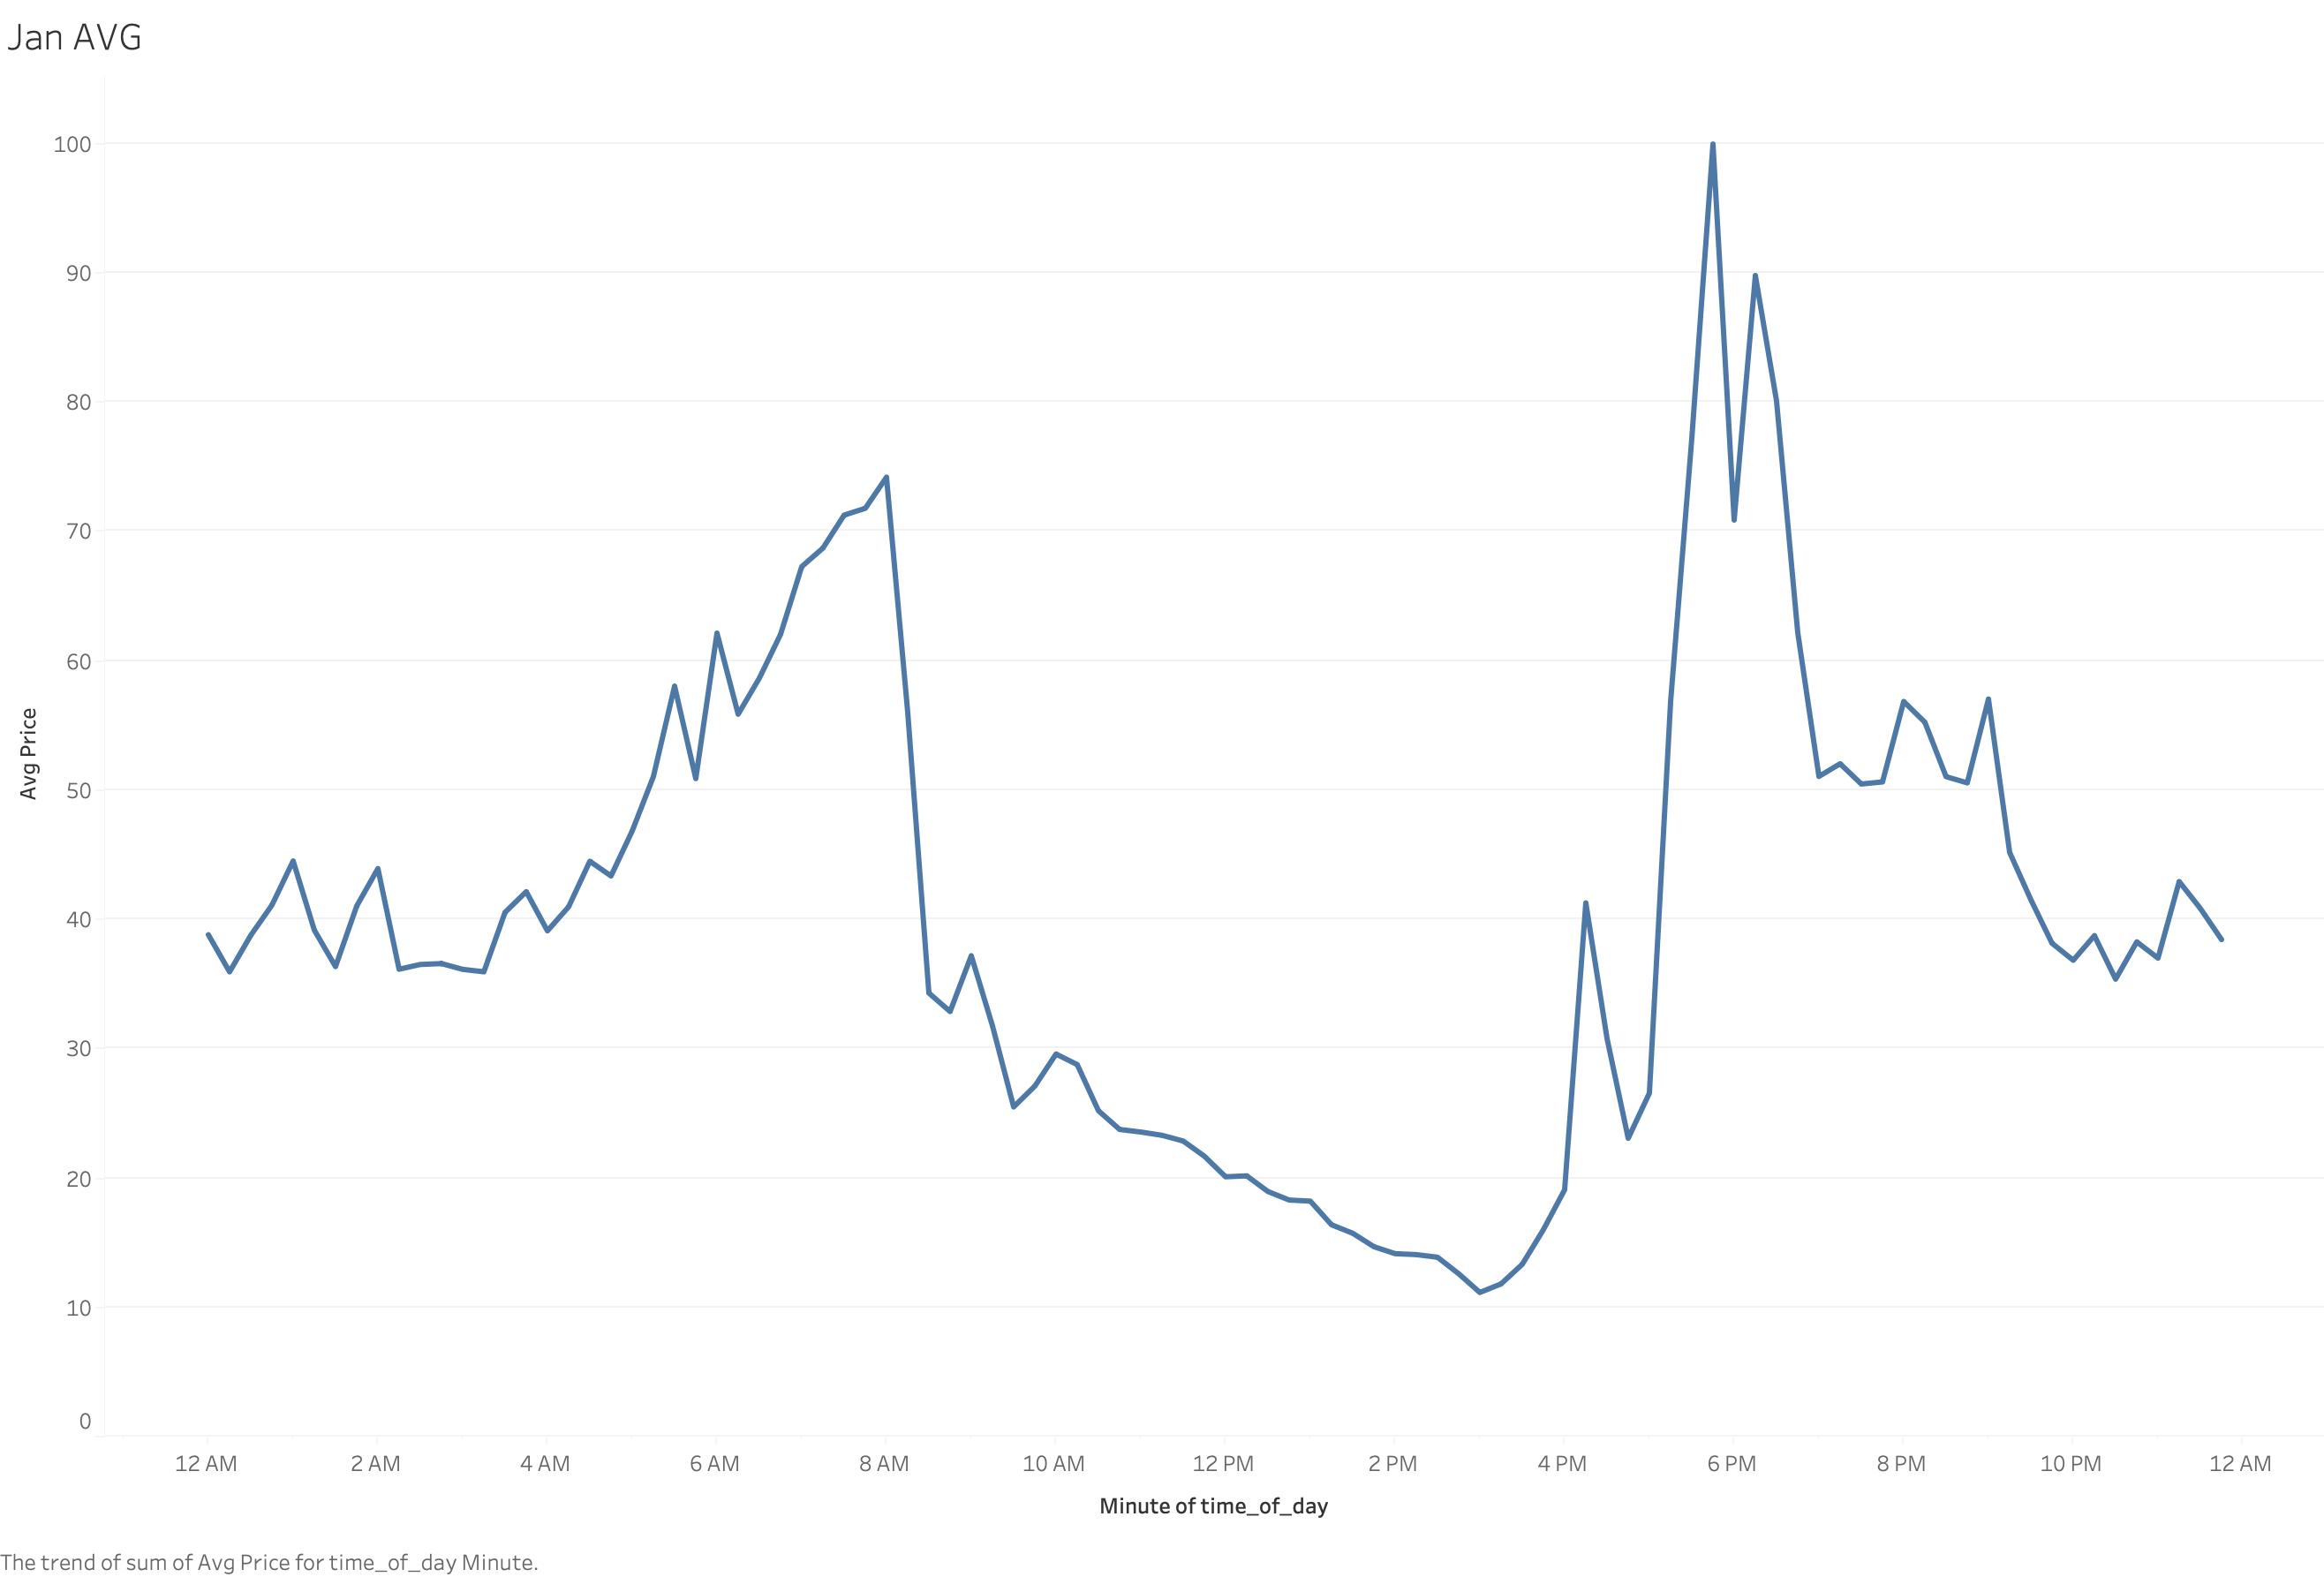 Jan AVG
100
90
80
70
60
50
40
30
20
10
0
Avg Price
12 AM 2 AM 4 AM 6 AM 8 AM 10 AM 12 PM 2 PM 4 PM 6 PM 8 PM 10 PM 12 AM
Minute of time_of_day
The trend of sum of Avg Price for time_of_day Minute.